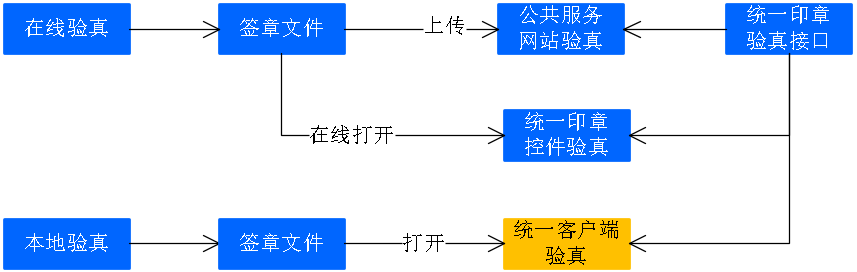 在线验真
签章文件
上传
公共服务
网站验真
统一印章
验真接口
在线打开
统一印章
控件验真
本地验真
签章文件
打开
统一客户端
验真